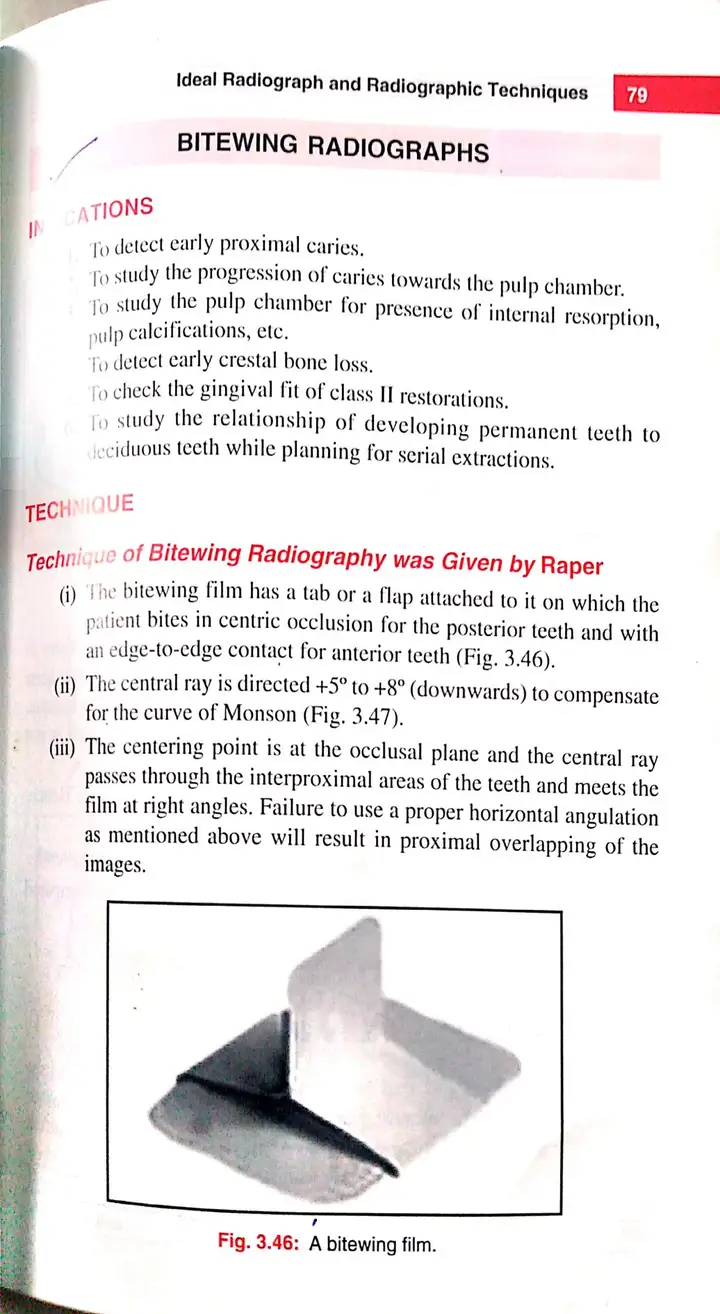 Ideal Radiograph and Radiographic Techniques 79
BITEWING RADIOGRAPHS
INDICATIONS
To detect early proximal caries.
To study the progression of caries towards the pulp chamber.
To study the pulp chamber for presence of internal resorption,
pulp calcifications, etc.
To detect early crestal bone loss.
To check the gingival fit of class II restorations.
To study the relationship of developing permanent teeth to
deciduous teeth while planning for serial extractions.
TECHNIQUE
Technique of Bitewing Radiography was Given by Raper
(i) The bitewing film has a tab or a flap attached to it on which the
patient bites in centric occlusion for the posterior teeth and with
an edge-to-edge contact for anterior teeth (Fig. 3.46).
(ii) The central ray is directed +5º to +8º (downwards) to compensate
for the curve of Monson (Fig. 3.47).
(iii) The centering point is at the occlusal plane and the central ray
passes through the interproximal areas of the teeth and meets the
film at right angles. Failure to use a proper horizontal angulation
as mentioned above will result in proximal overlapping of the
images.
Fig. 3.46: A bitewing film.